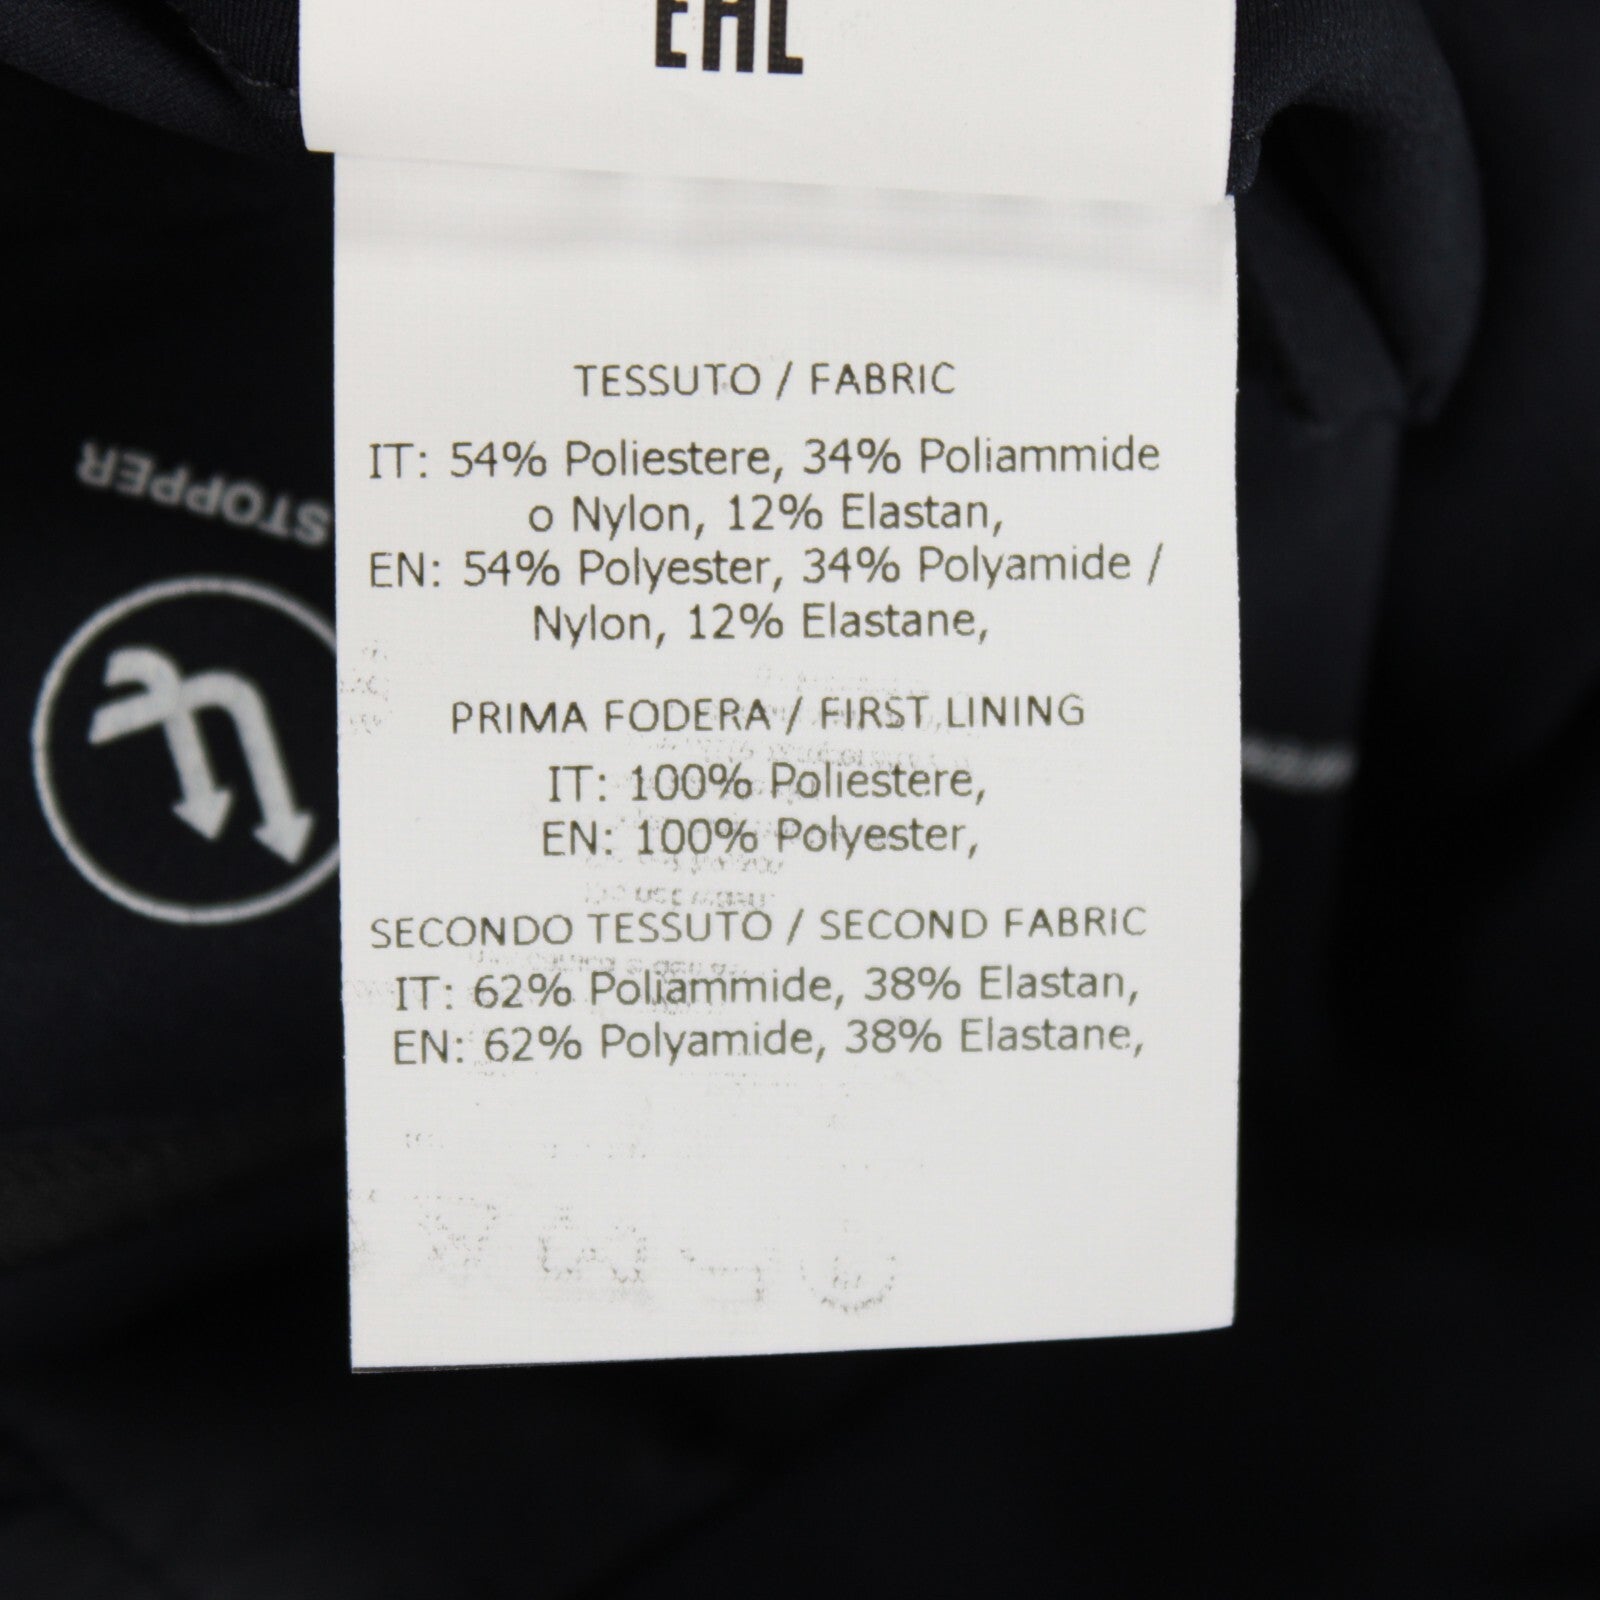 EAC
TESSUTO / FABRIC
IT: 54% Poliestere, 34% Poliammide
o Nylon, 12% Elastan,
EN: 54% Polyester, 34% Polyamide /
Nylon, 12% Elastane,
PRIMA FODERA / FIRST LINING
IT: 100% Poliestere,
EN: 100% Polyester,
SECONDO TESSUTO / SECOND FABRIC
IT: 62% Poliammide, 38% Elastan,
EN: 62% Polyamide, 38% Elastane,
STOPPER